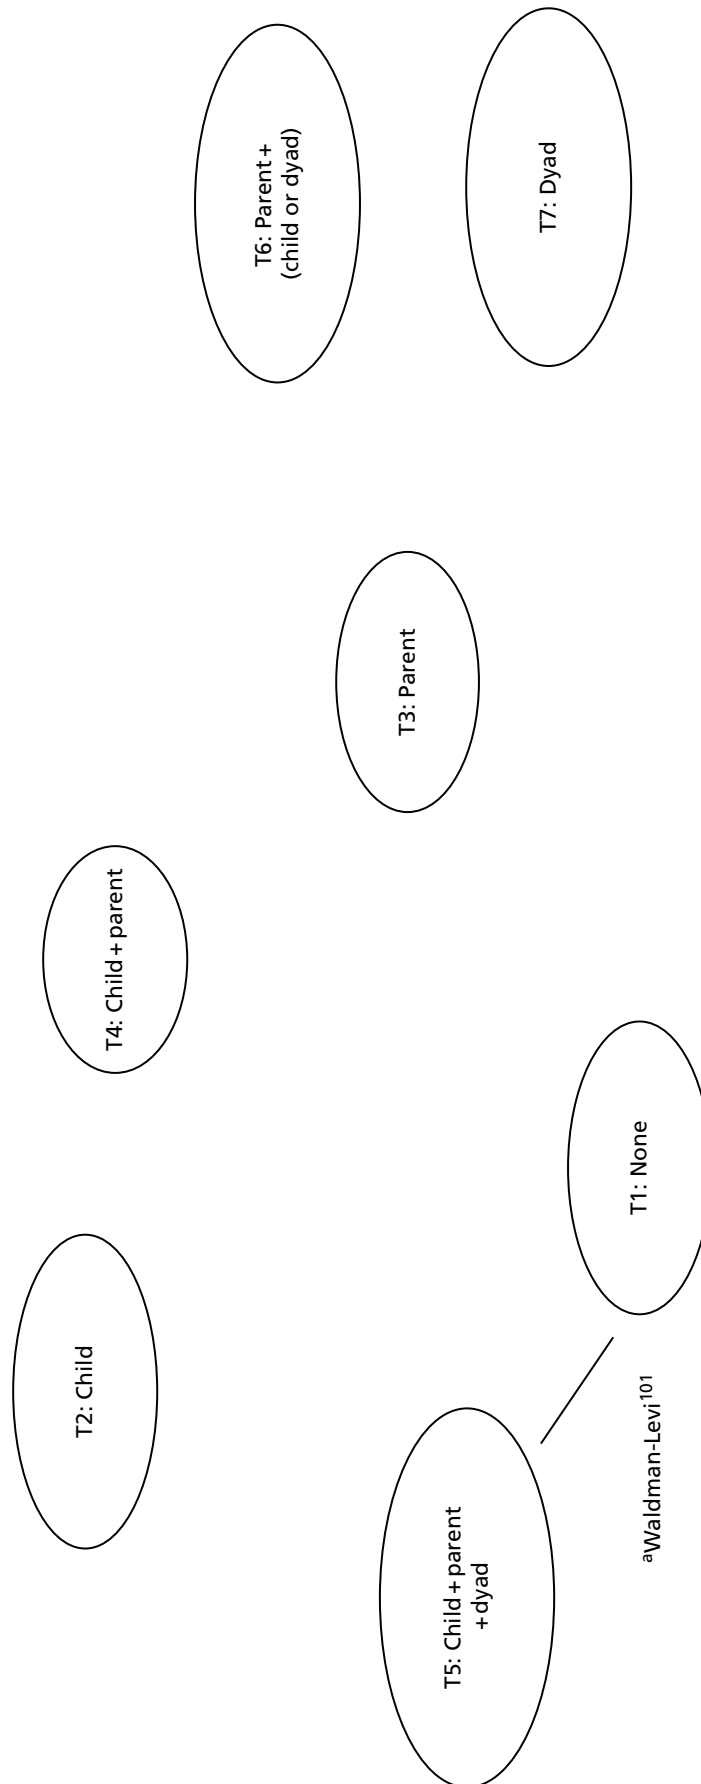 T2: Child
T4: Child + parent
T6: Parent +
(child or dyad)
T3: Parent
T5: Child + parent
+ dyad
T7: Dyad
T1: None
ᵃWaldman-Levi¹⁰¹